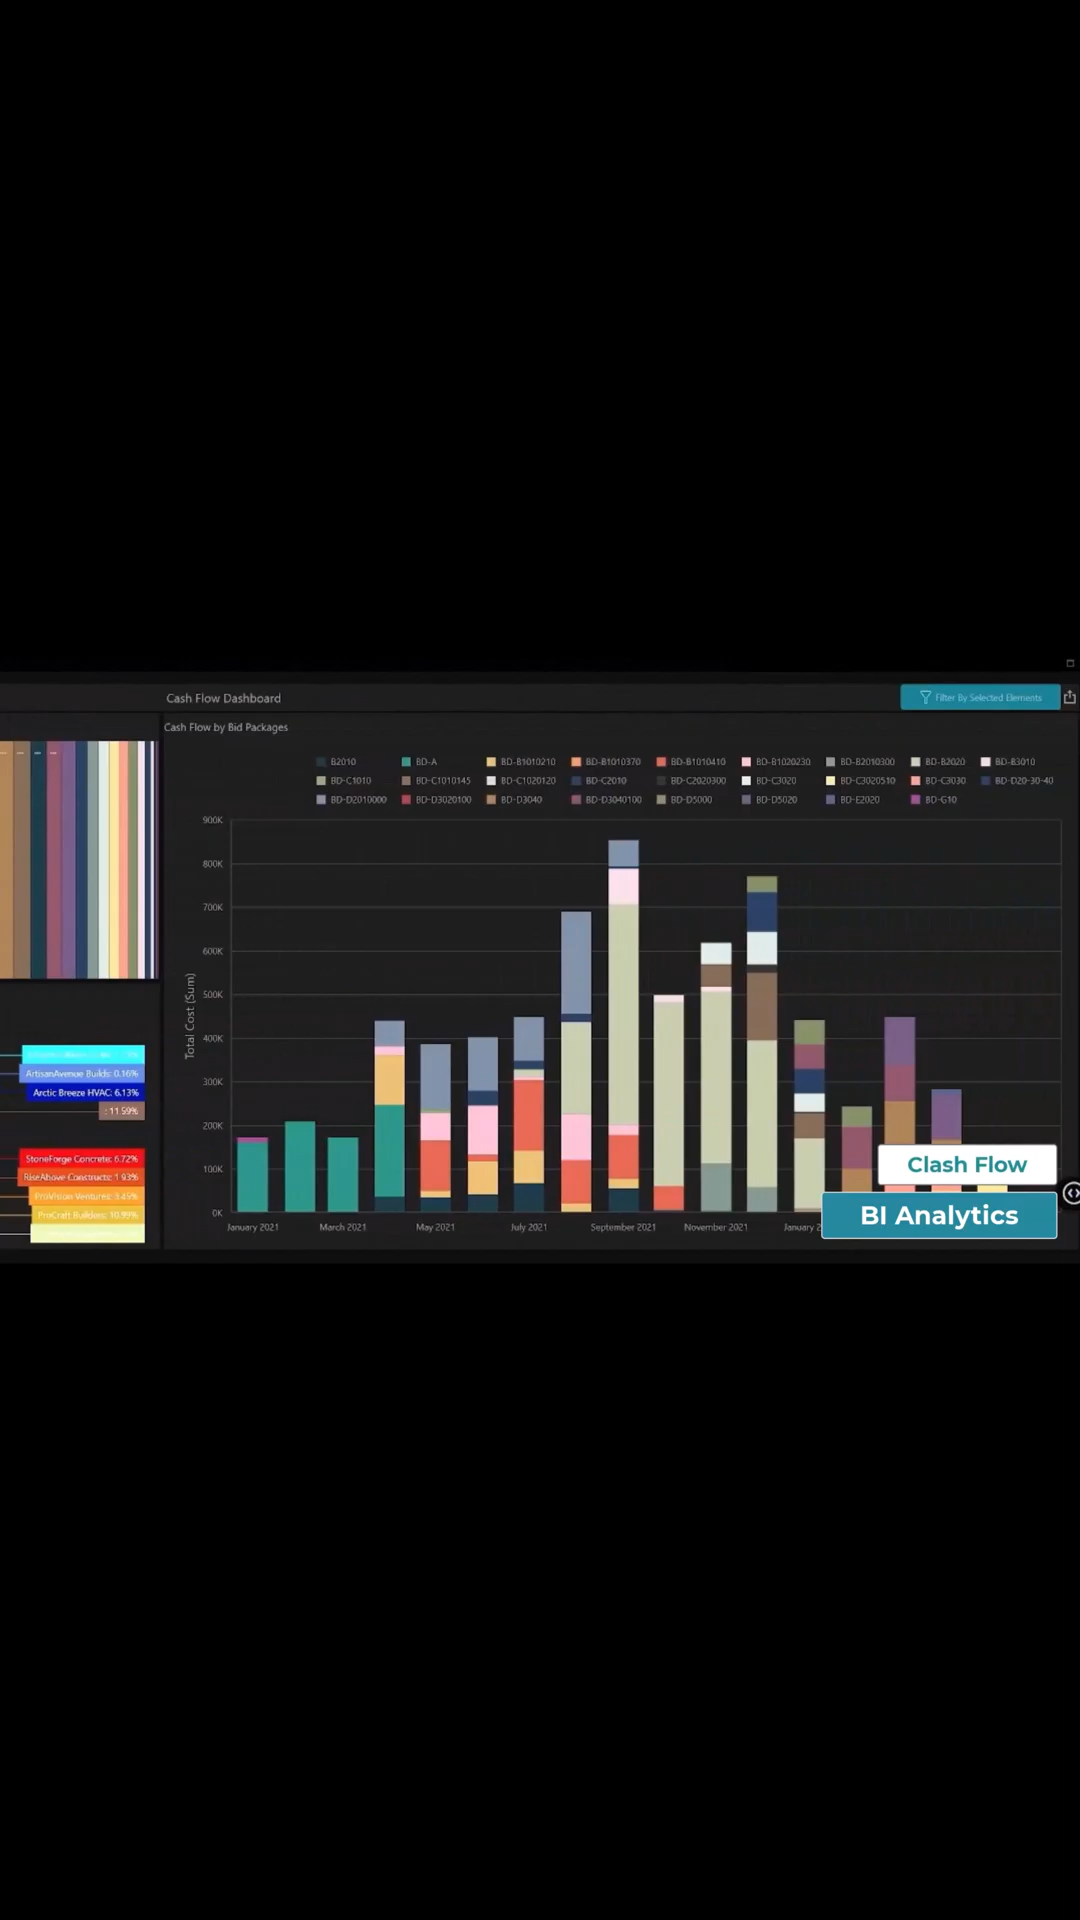 Cash Flow Dashboard
Filter By Selected Elements
Cash Flow by Bid Packages
B2010 BD-A BD-B1010210 BD-B1010370 BD-B1010410 BD-B1020230 BD-B2010300 BD-B2020 BD-B3010
BD-C1010 BD-C1010145 BD-C1020120 BD-C2010 BD-C2020300 BD-C3020 BD-C3020510 BD-C3030 BD-D20-30-40
BD-D2010000 BD-D3020100 BD-D3040 BD-D3040100 BD-D5000 BD-D5020 BD-E2020 BD-G10
900K
800K
700K
600K
500K
400K
300K
200K
100K
0K
Total Cost (Sum)
January 2021 March 2021 May 2021 July 2021 September 2021 November 2021 January 2
ArtisanAvenue Builds: 0.16%
Arctic Breeze HVAC: 6.13%
: 11.59%
StoneForge Concrete: 6.72%
RiseAbove Constructs: 1.93%
ProVision Ventures: 3.45%
ProCraft Builders: 10.99%
Clash Flow
BI Analytics